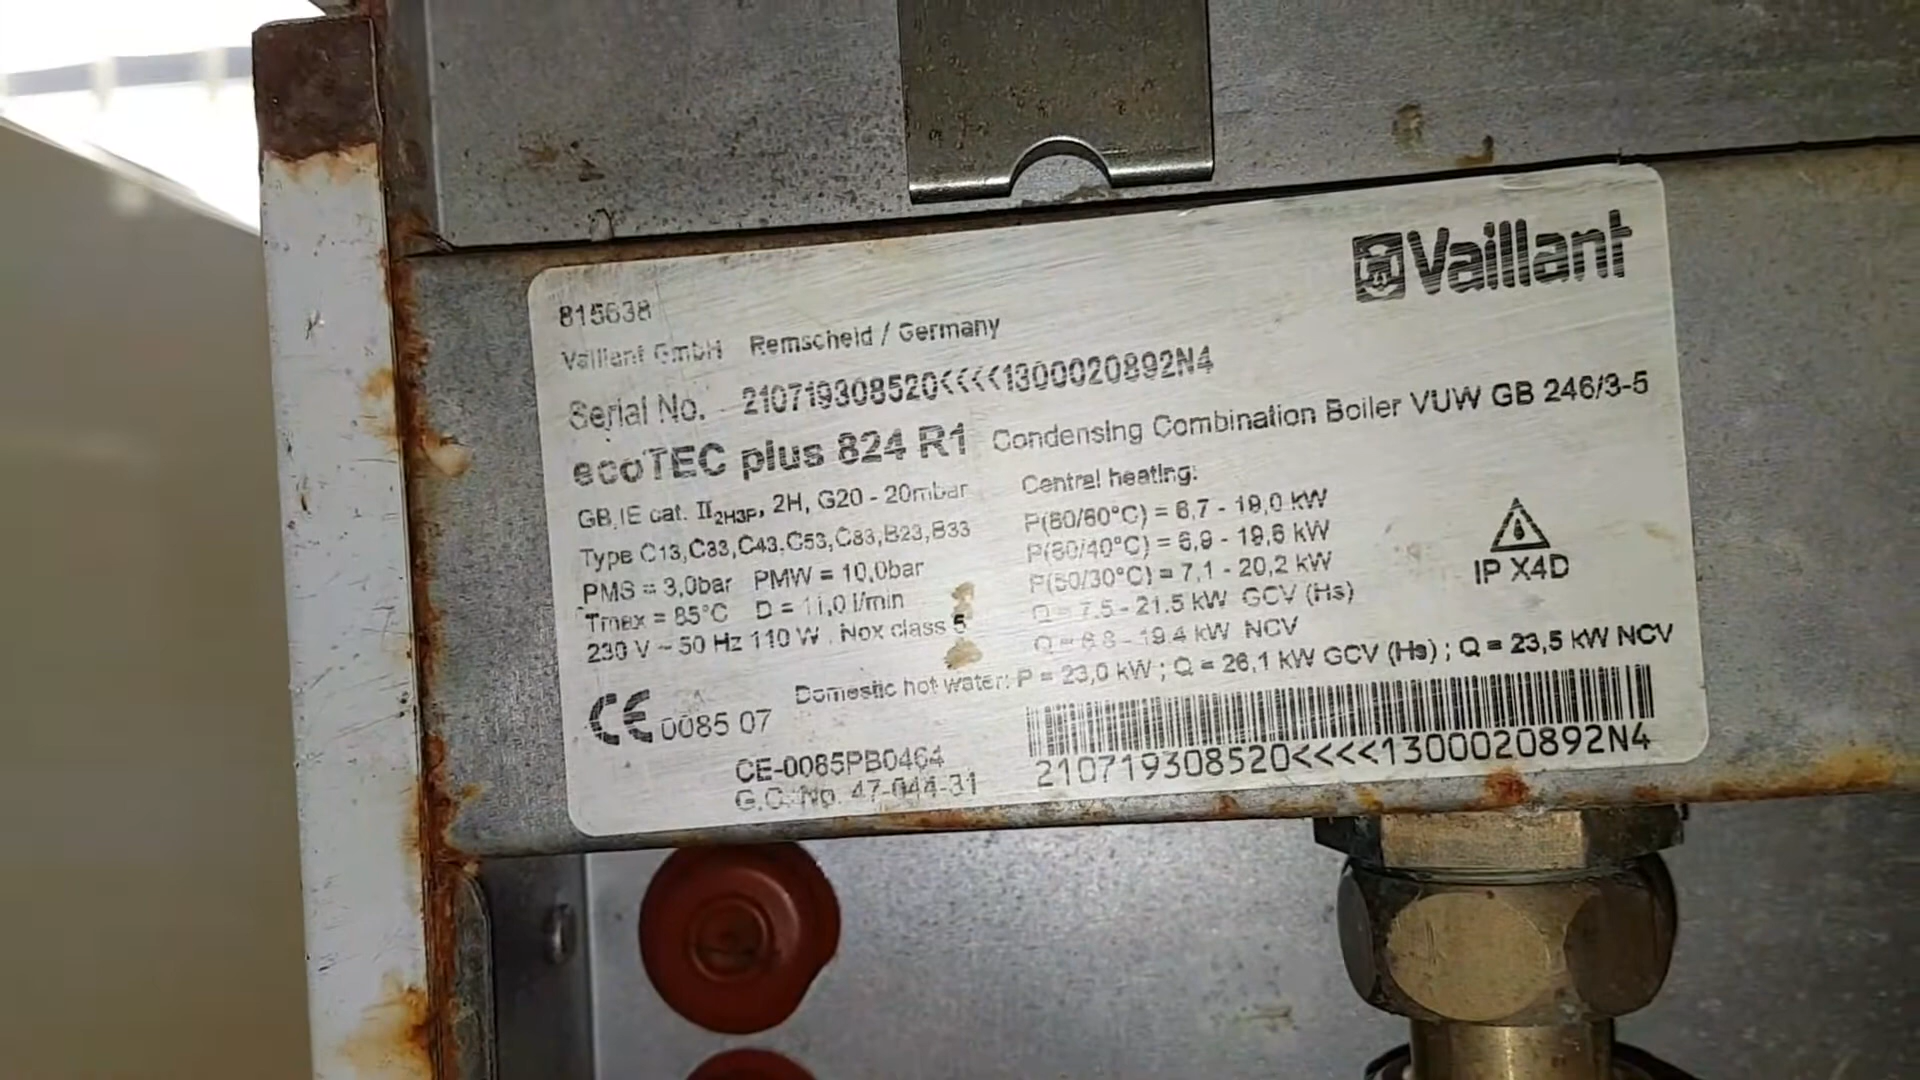 Vaillant
815638
Vaillant GmbH Remscheid / Germany
Serial No. 210719308520<<<<1300020892N4
ecoTEC plus 824 R1 Condensing Combination Boiler VUW GB 246/3-5
GB, IE cat. II2H3P, 2H, G20 - 20mbar
Type C13,C33,C43,C53,C83,B23,B33
PMS = 3,0bar PMW = 10,0bar
Tmax = 85°C D = 11,0 l/min
230 V ~ 50 Hz 110 W . Nox class 5
Central heating:
P(80/60°C) = 6,7 - 19,0 kW
P(60/40°C) = 6,9 - 19,6 kW
P(50/30°C) = 7,1 - 20,2 kW
Q = 7.5 - 21.5 kW GCV (Hs)
Q = 6.8 - 19.4 kW NCV
IP X4D
Domestic hot water: P = 23,0 kW ; Q = 26,1 kW GCV (Hs) ; Q = 23,5 kW NCV
CE 0085 07
CE-0085PB0464
G.C. No. 47-044-31
210719308520<<<<1300020892N4